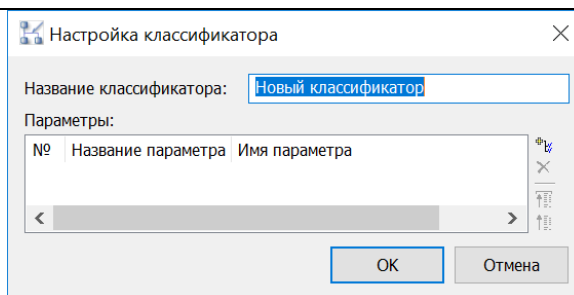 Настройка классификатора
Название классификатора: Новый классификатор
Параметры:
№ Название параметра Имя параметра
OK Отмена